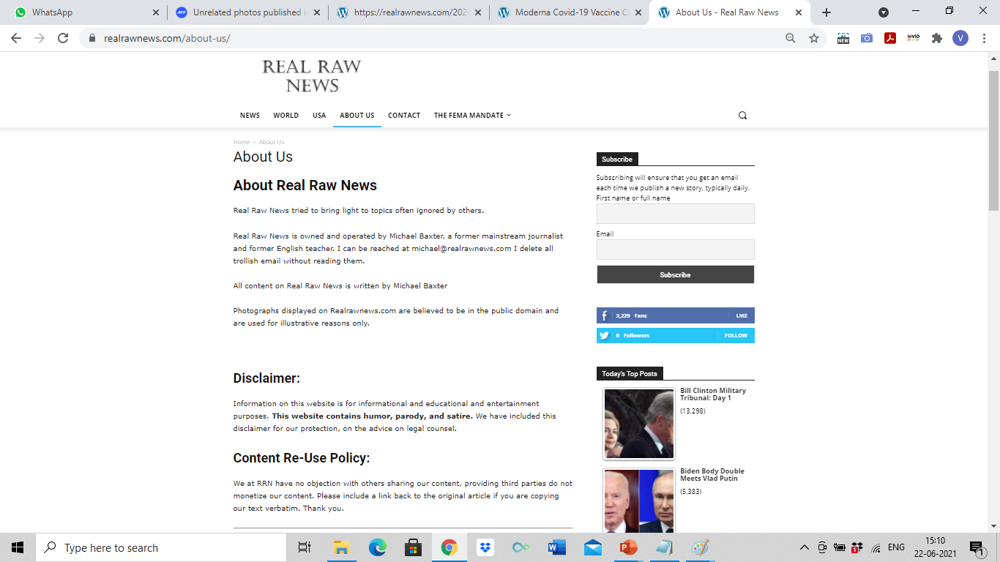 WhatsApp
Unrelated photos published i
https://realrawnews.com/202
Moderna Covid-19 Vaccine C
About Us - Real Raw News
realrawnews.com/about-us/
NEW
InVID
V
REAL RAW
NEWS
NEWS WORLD USA ABOUT US CONTACT THE FEMA MANDATE
Home › About Us
About Us
About Real Raw News
Real Raw News tried to bring light to topics often ignored by others.
Real Raw News is owned and operated by Michael Baxter, a former mainstream journalist
and former English teacher. I can be reached at michael@realrawnews.com I delete all
trollish email without reading them.
All content on Real Raw News is written by Michael Baxter
Photographs displayed on Realrawnews.com are believed to be in the public domain and
are used for illustrative reasons only.
Disclaimer:
Information on this website is for informational and educational and entertainment
purposes. This website contains humor, parody, and satire. We have included this
disclaimer for our protection, on the advice on legal counsel.
Content Re-Use Policy:
We at RRN have no objection with others sharing our content, providing third parties do not
monetize our content. Please include a link back to the original article if you are copying
our text verbatim. Thank you.
Subscribe
Subscribing will ensure that you get an email
each time we publish a new story, typically daily.
First name or full name
Email
Subscribe
3,229 Fans LIKE
0 Followers FOLLOW
Today's Top Posts
Bill Clinton Military
Tribunal: Day 1
(13,298)
Biden Body Double
Meets Vlad Putin
(5,383)
Type here to search
ENG
15:10
22-06-2021
1